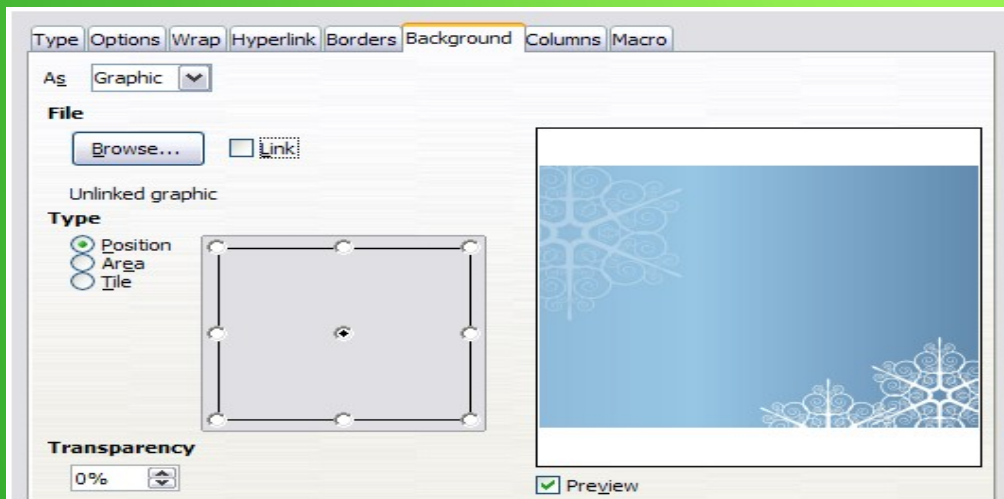 Type Options Wrap Hyperlink Borders Background Columns Macro
As Graphic
File
Browse... Link
Unlinked graphic
Type
Position
Area
Tile
Transparency
0%
Preview